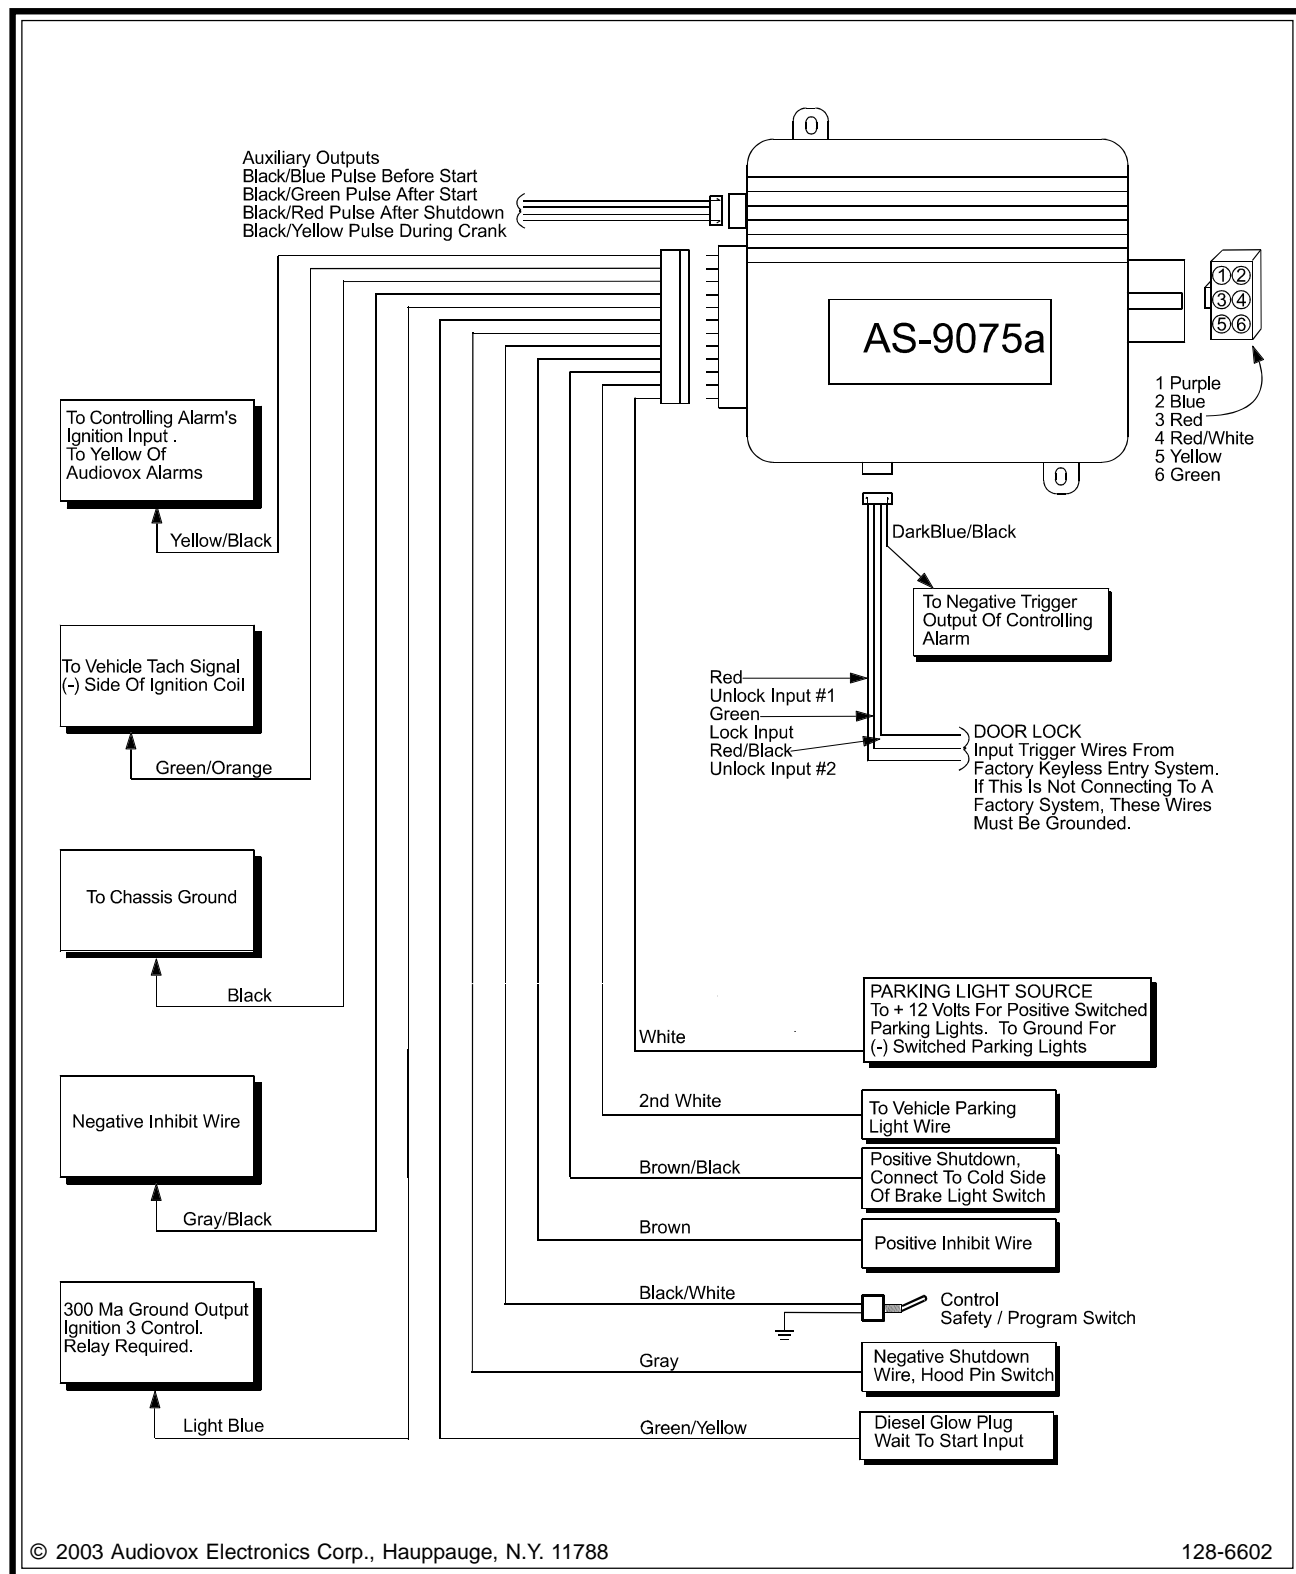 Auxiliary Outputs
Black/Blue Pulse Before Start
Black/Green Pulse After Start
Black/Red Pulse After Shutdown
Black/Yellow Pulse During Crank
AS-9075a
1 2
3 4
5 6
1 Purple
2 Blue
3 Red
4 Red/White
5 Yellow
6 Green
To Controlling Alarm's
Ignition Input .
To Yellow Of
Audiovox Alarms
Yellow/Black
DarkBlue/Black
To Negative Trigger
Output Of Controlling
Alarm
To Vehicle Tach Signal
(-) Side Of Ignition Coil
Green/Orange
Red
Unlock Input #1
Green
Lock Input
Red/Black
Unlock Input #2
DOOR LOCK
Input Trigger Wires From
Factory Keyless Entry System.
If This Is Not Connecting To A
Factory System, These Wires
Must Be Grounded.
To Chassis Ground
Black
PARKING LIGHT SOURCE
To + 12 Volts For Positive Switched
Parking Lights. To Ground For
(-) Switched Parking Lights
White
Negative Inhibit Wire
Gray/Black
2nd White
To Vehicle Parking
Light Wire
Brown/Black
Positive Shutdown,
Connect To Cold Side
Of Brake Light Switch
Brown
Positive Inhibit Wire
300 Ma Ground Output
Ignition 3 Control.
Relay Required.
Light Blue
Black/White
Control
Safety / Program Switch
Gray
Negative Shutdown
Wire, Hood Pin Switch
Green/Yellow
Diesel Glow Plug
Wait To Start Input
© 2003 Audiovox Electronics Corp., Hauppauge, N.Y. 11788
128-6602